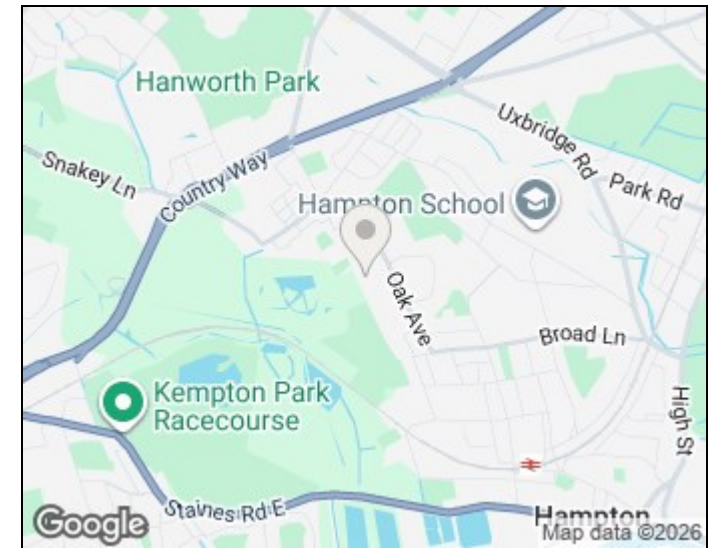 Hanworth Park
Snakey Ln
Country Way
Uxbridge Rd
Park Rd
Hampton School
Oak Ave
Broad Ln
Kempton Park
Racecourse
High St
Staines Rd E
Hampton
Google
Map data ©2026